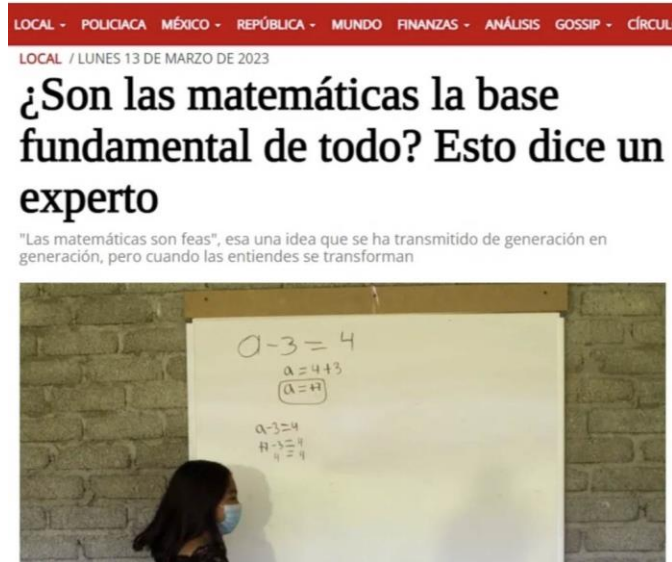 LOCAL POLICIACA MÉXICO REPÚBLICA MUNDO FINANZAS ANÁLISIS GOSSIP CÍRCUL
LOCAL / LUNES 13 DE MARZO DE 2023
¿Son las matemáticas la base
fundamental de todo? Esto dice un
experto
"Las matemáticas son feas", esa una idea que se ha transmitido de generación en
generación, pero cuando las entiendes se transforman
a-3=4
a=4+3
a=+7
a-3=4
+7-3=4
4=4